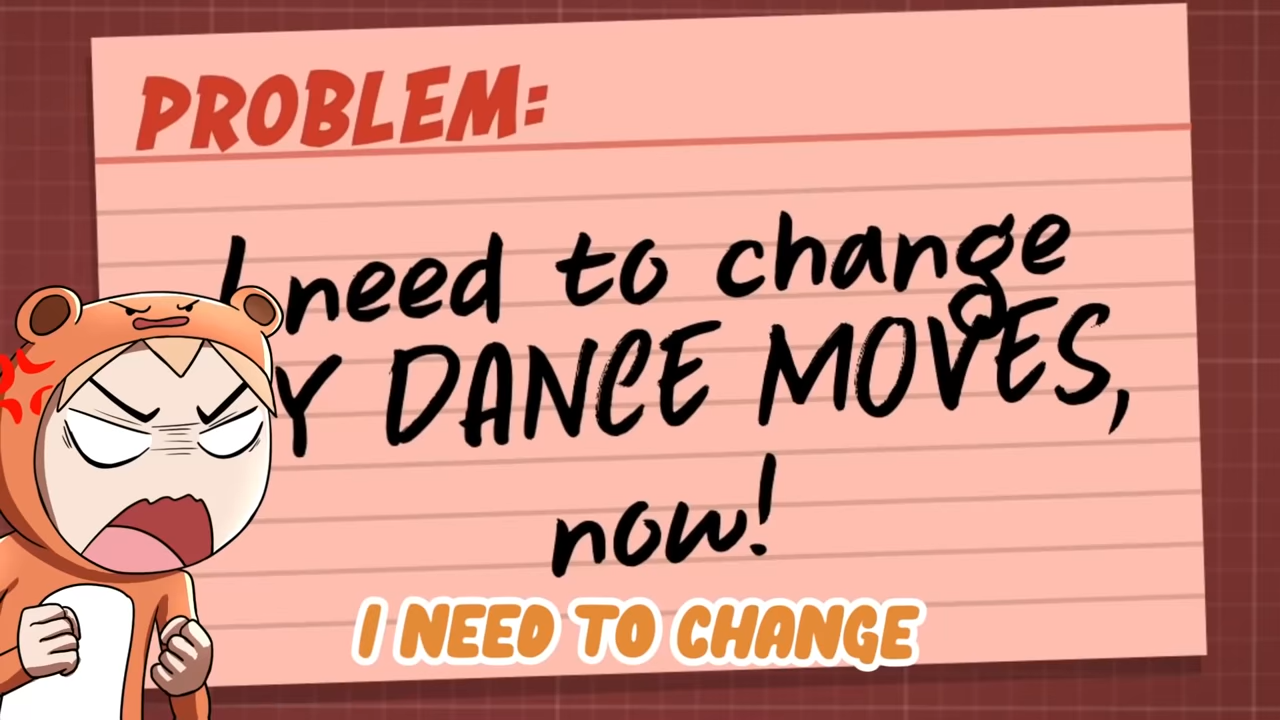 PROBLEM:
I need to change
Y DANCE MOVES,
now!
I NEED TO CHANGE